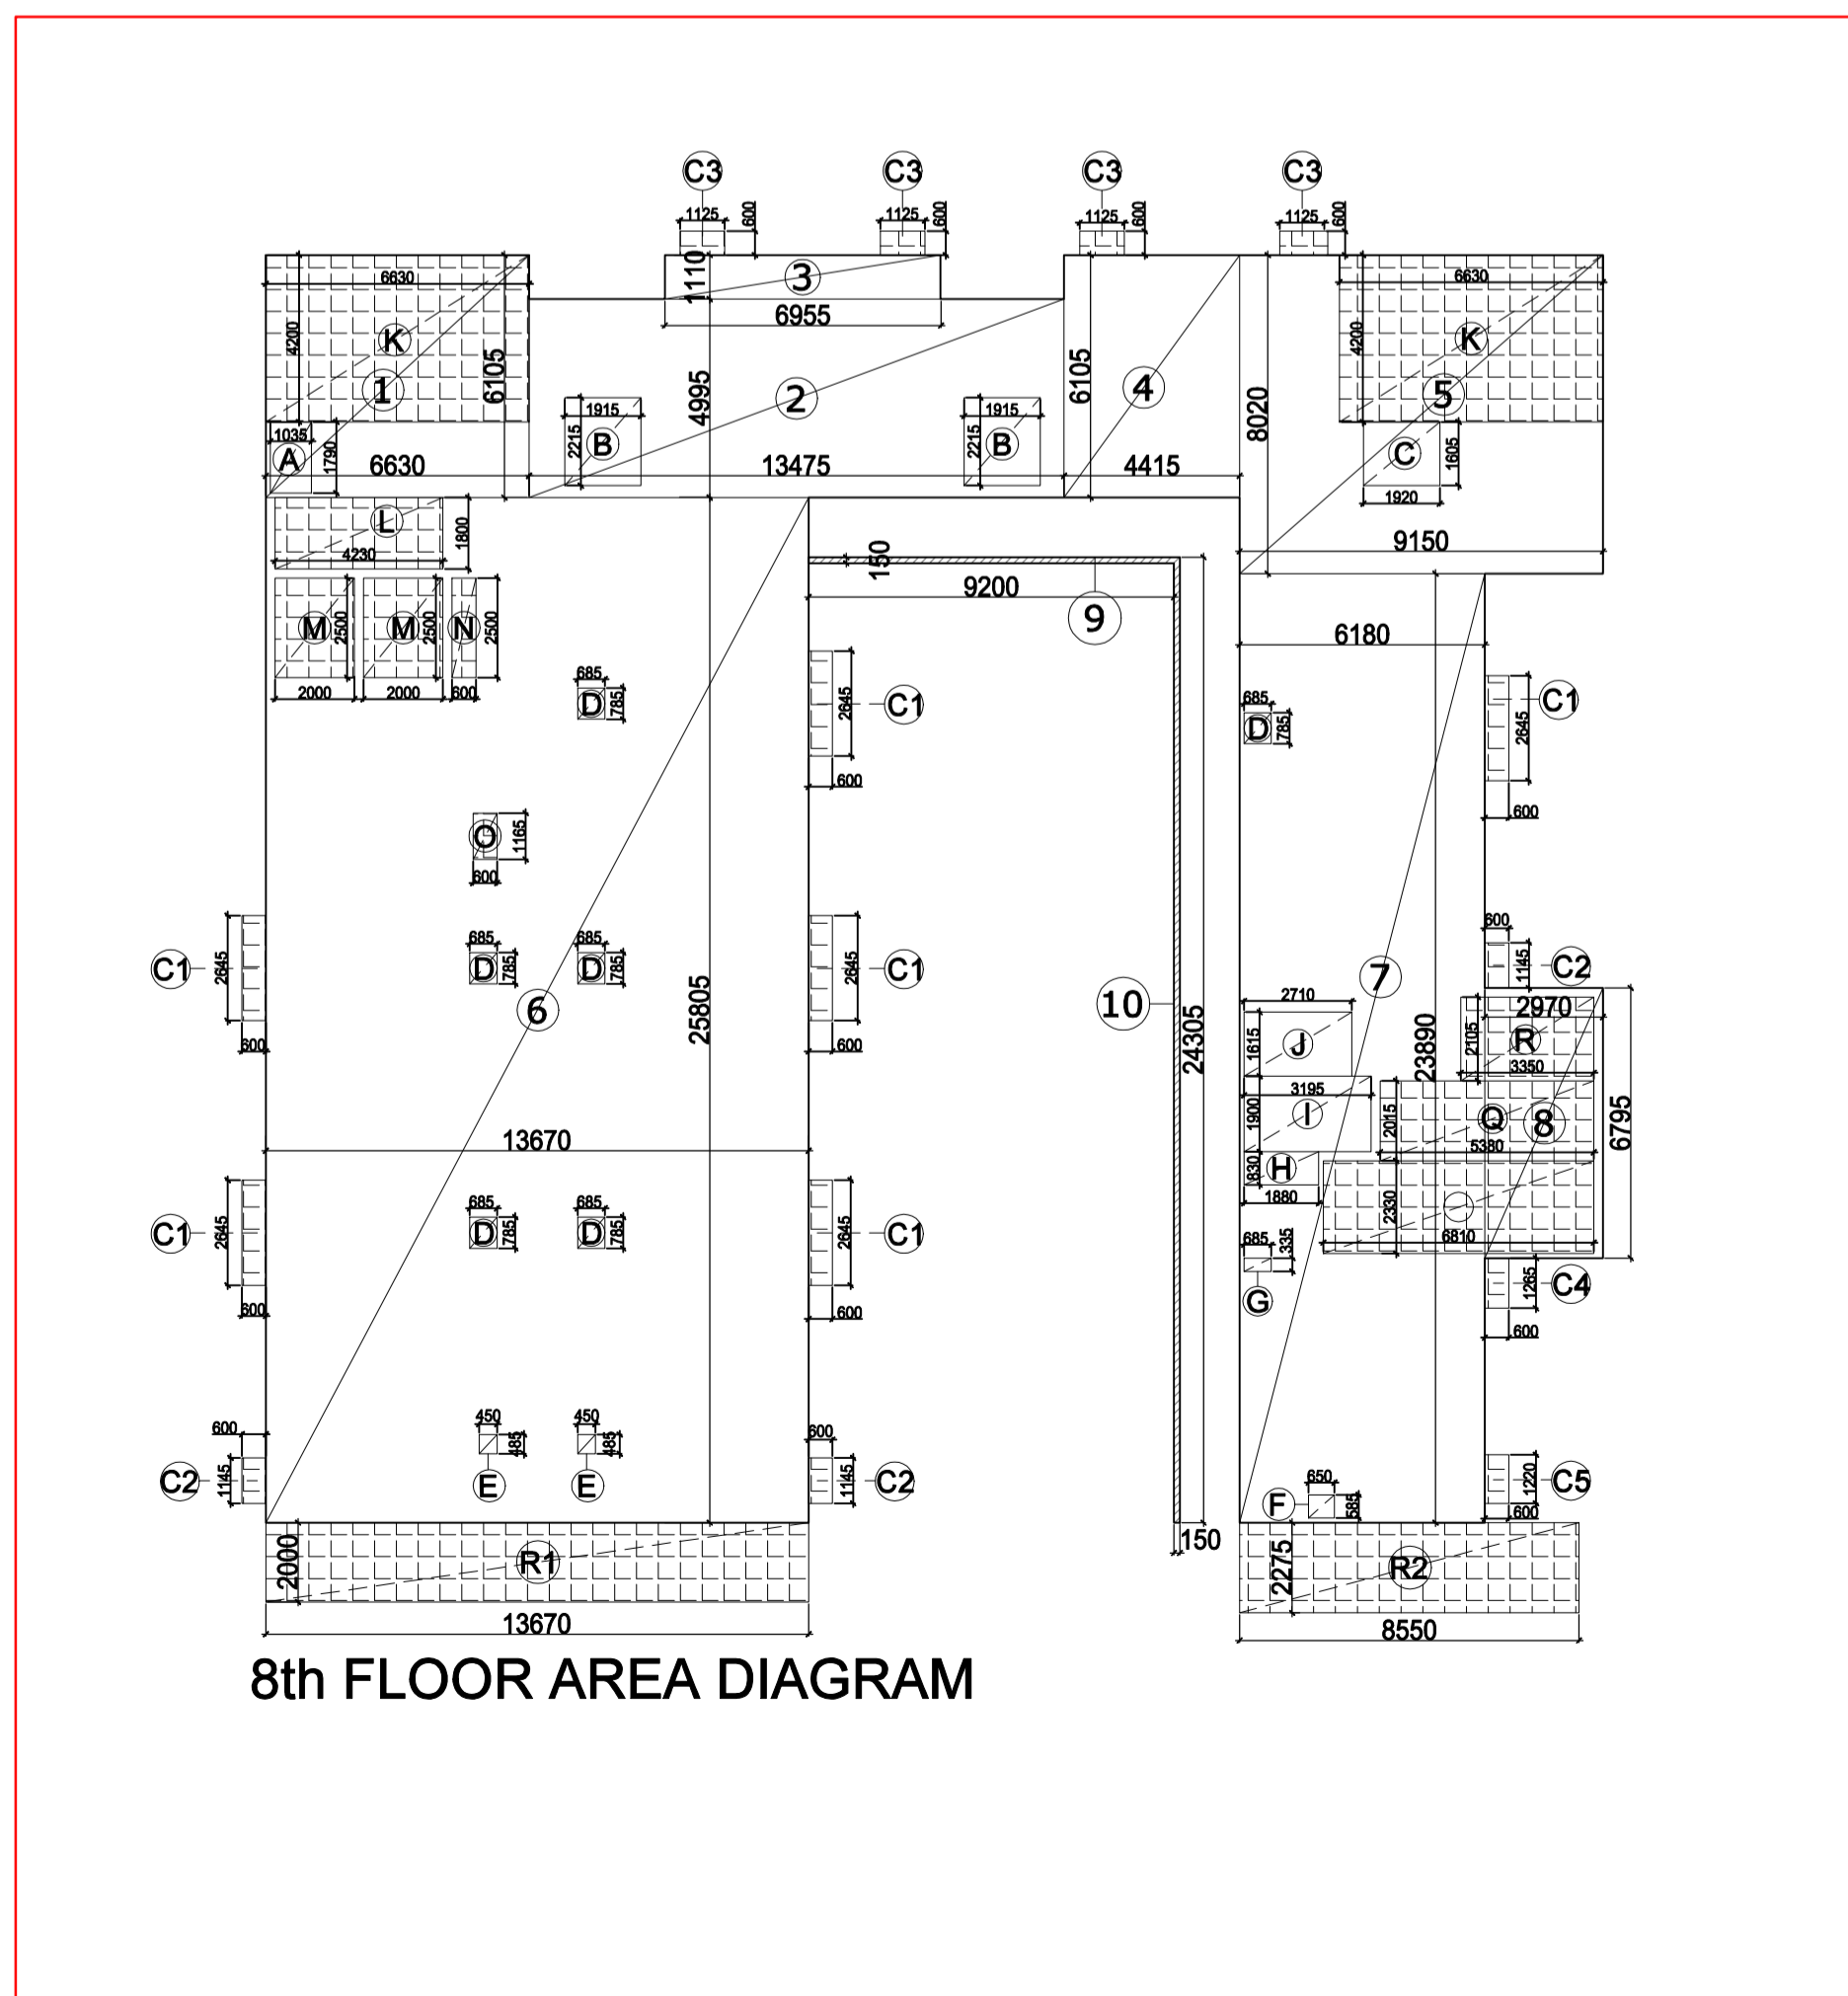 C3 C3 C3 C3
1125 600 1125 600 1125 600 1125 600
6630 1110 3 6630
6955
4200 K 6105 4995 6105 8020 4200 K
1 2 4 5
1915 1915
1035 A 1790 2215 B 2215 B C 1605
6630 13475 4415 1920
L 1800
4230 150 9150
9200
M 2500 M 2500 N 2500 9 6180
2000 2000 600 685 D 785 2645 C1 685 D 785 2645 C1
600 600
O 1165
600
600
C1 2645 685 D 785 685 D 785 2645 C1 1145 C2
600 6 25805 600 10 24305 7 23890
2710 2970
J 1615 2105 R
3350
3195
I 1900 2015 Q 8 6795
13670 5380
H 830
1880
C1 2645 685 D 785 685 D 785 2645 C1 2330
685 335 6810
600 600 G 1265 C4
600
600 450 485 450 485 600
C2 1145 E E 1145 C2 650 F 585 1220 C5
600
2000 R1 150 2275 R2
13670 8550
8th FLOOR AREA DIAGRAM